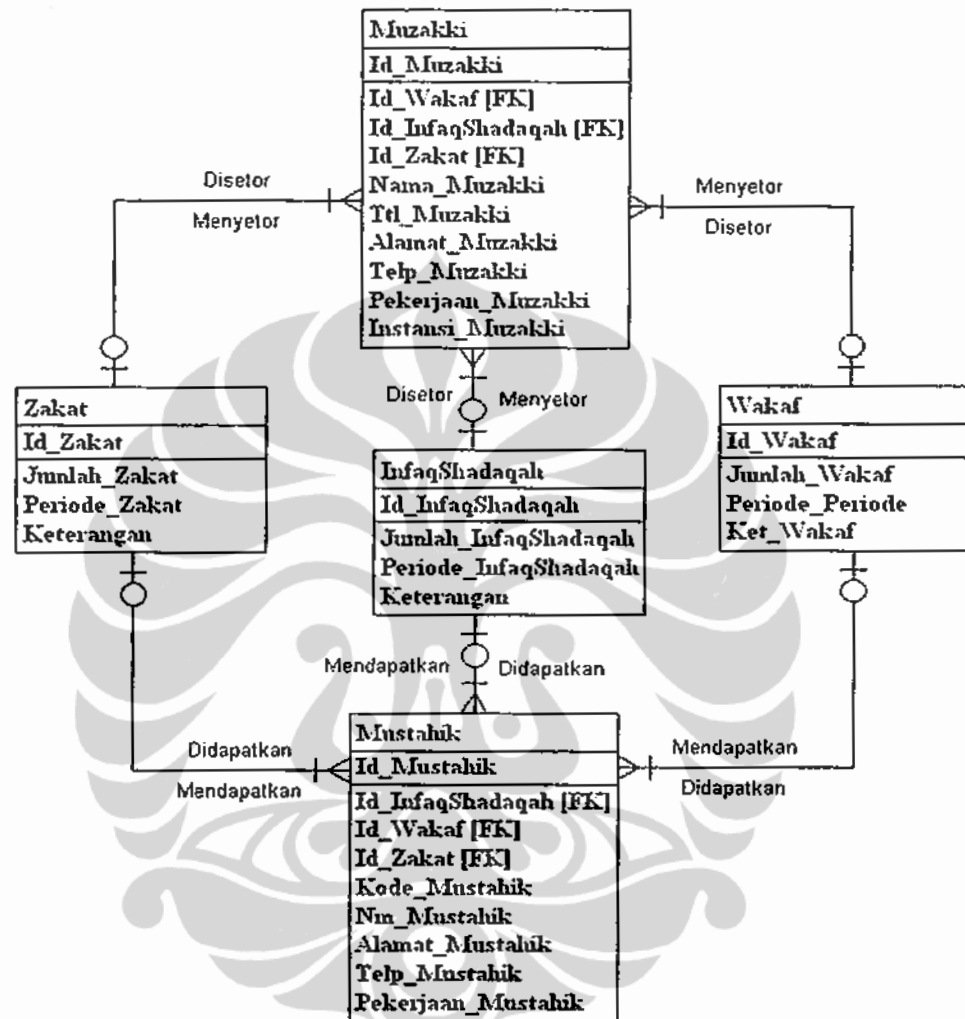 Muzakki
Id_Muzakki
Id_Wakaf [FK]
Id_InfaqShadaqah [FK]
Id_Zakat [FK]
Nama_Muzakki
Ttl_Muzakki
Alamat_Muzakki
Telp_Muzakki
Pekerjaan_Muzakki
Instansi_Muzakki
Disetor
Menyetor
Menyetor
Disetor
Disetor
Menyetor
Zakat
Id_Zakat
Jumlah_Zakat
Periode_Zakat
Keterangan
InfaqShadaqah
Id_InfaqShadaqah
Jumlah_InfaqShadaqah
Periode_InfaqShadaqah
Keterangan
Wakaf
Id_Wakaf
Jumlah_Wakaf
Periode_Periode
Ket_Wakaf
Mendapatkan
Didapatkan
Didapatkan
Mendapatkan
Mendapatkan
Didapatkan
Mustahik
Id_Mustahik
Id_InfaqShadaqah [FK]
Id_Wakaf [FK]
Id_Zakat [FK]
Kode_Mustahik
Nm_Mustahik
Alamat_Mustahik
Telp_Mustahik
Pekerjaan_Mustahik